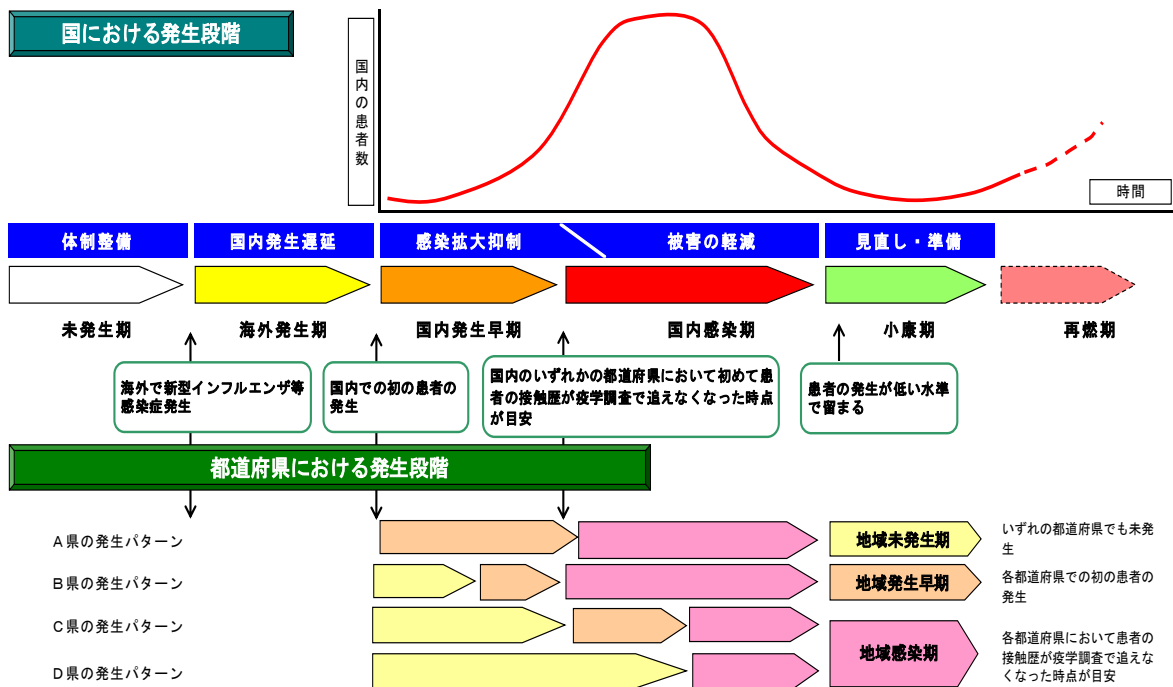 国における発生段階
国内の患者数
時間
体制整備
国内発生遅延
感染拡大抑制
被害の軽減
見直し・準備
未発生期
海外発生期
国内発生早期
国内感染期
小康期
再燃期
海外で新型インフルエンザ等
感染症発生
国内での初の患者の
発生
国内のいずれかの都道府県において初めて患
者の接触歴が疫学調査で追えなくなった時点
が目安
患者の発生が低い水準
で留まる
都道府県における発生段階
A県の発生パターン
地域未発生期
いずれの都道府県でも未発
生
B県の発生パターン
地域発生早期
各都道府県での初の患者の
発生
C県の発生パターン
D県の発生パターン
地域感染期
各都道府県において患者の
接触歴が疫学調査で追えな
くなった時点が目安